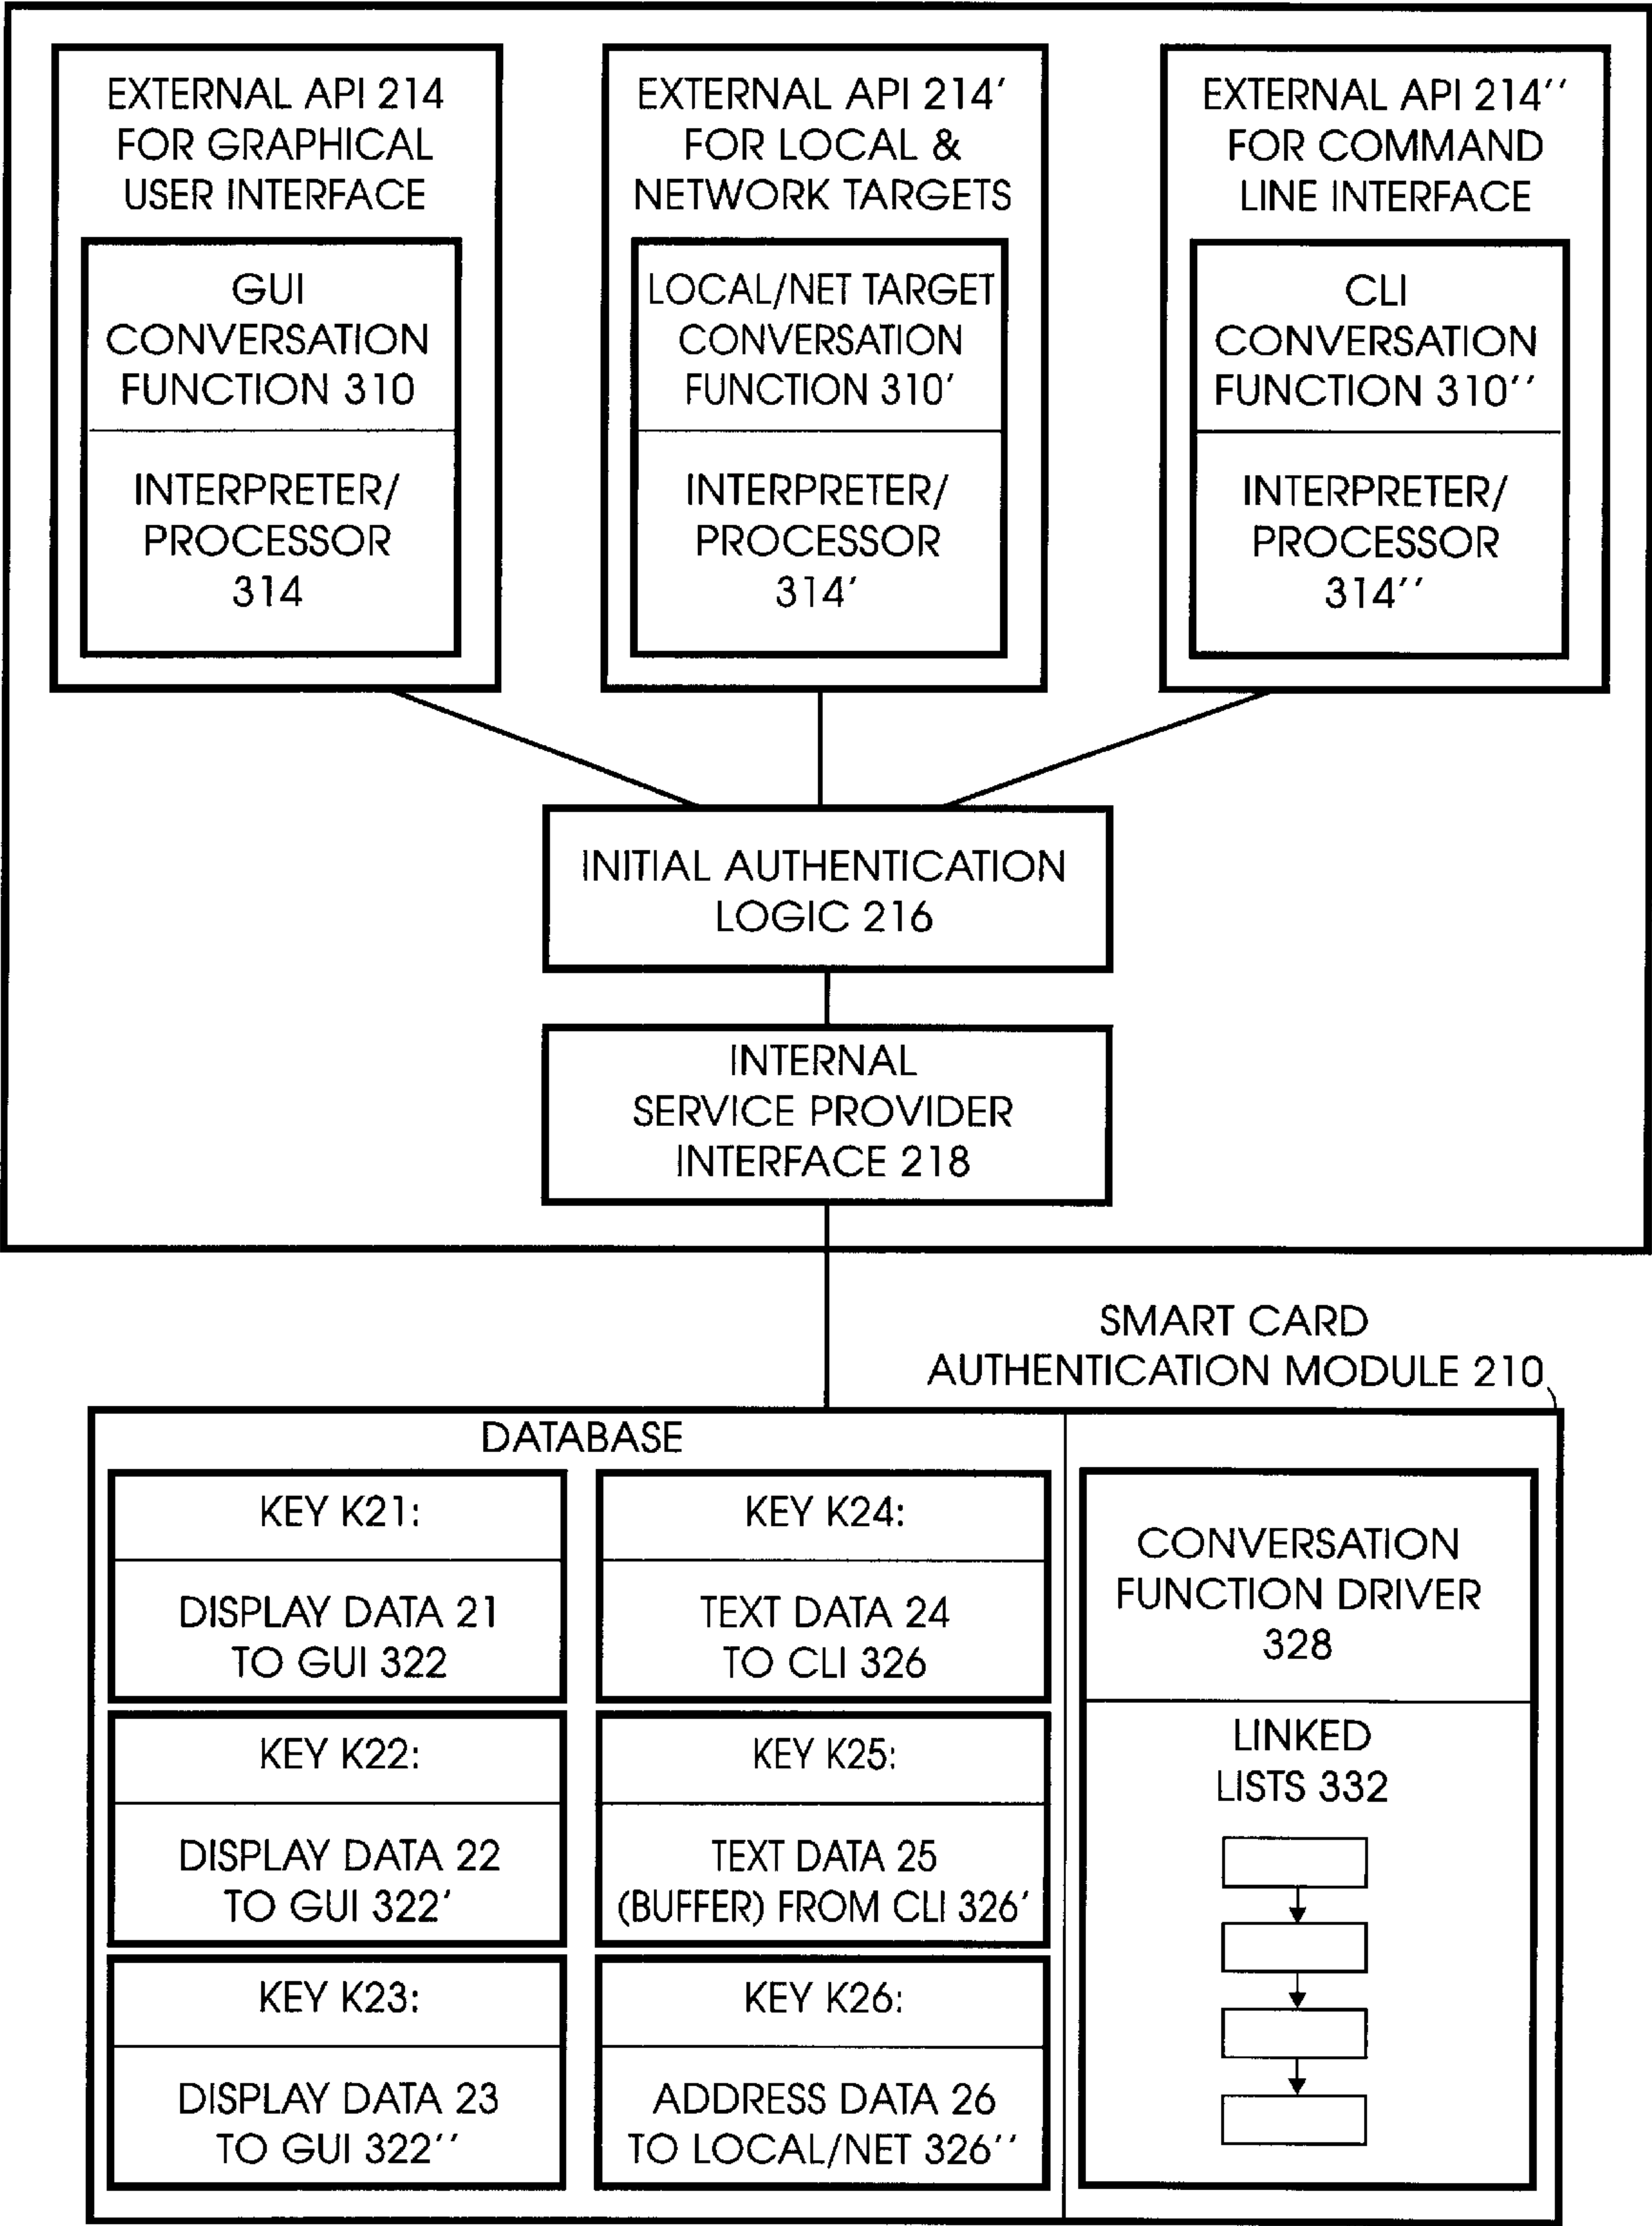 EXTERNAL API 214
FOR GRAPHICAL
USER INTERFACE
GUI
CONVERSATION
FUNCTION 310
INTERPRETER/
PROCESSOR
314
EXTERNAL API 214'
FOR LOCAL &
NETWORK TARGETS
LOCAL/NET TARGET
CONVERSATION
FUNCTION 310'
INTERPRETER/
PROCESSOR
314'
EXTERNAL API 214''
FOR COMMAND
LINE INTERFACE
CLI
CONVERSATION
FUNCTION 310''
INTERPRETER/
PROCESSOR
314''
INITIAL AUTHENTICATION
LOGIC 216
INTERNAL
SERVICE PROVIDER
INTERFACE 218
SMART CARD
AUTHENTICATION MODULE 210
DATABASE
KEY K21:
DISPLAY DATA 21
TO GUI 322
KEY K22:
DISPLAY DATA 22
TO GUI 322'
KEY K23:
DISPLAY DATA 23
TO GUI 322''
KEY K24:
TEXT DATA 24
TO CLI 326
KEY K25:
TEXT DATA 25
(BUFFER) FROM CLI 326'
KEY K26:
ADDRESS DATA 26
TO LOCAL/NET 326''
CONVERSATION
FUNCTION DRIVER
328
LINKED
LISTS 332